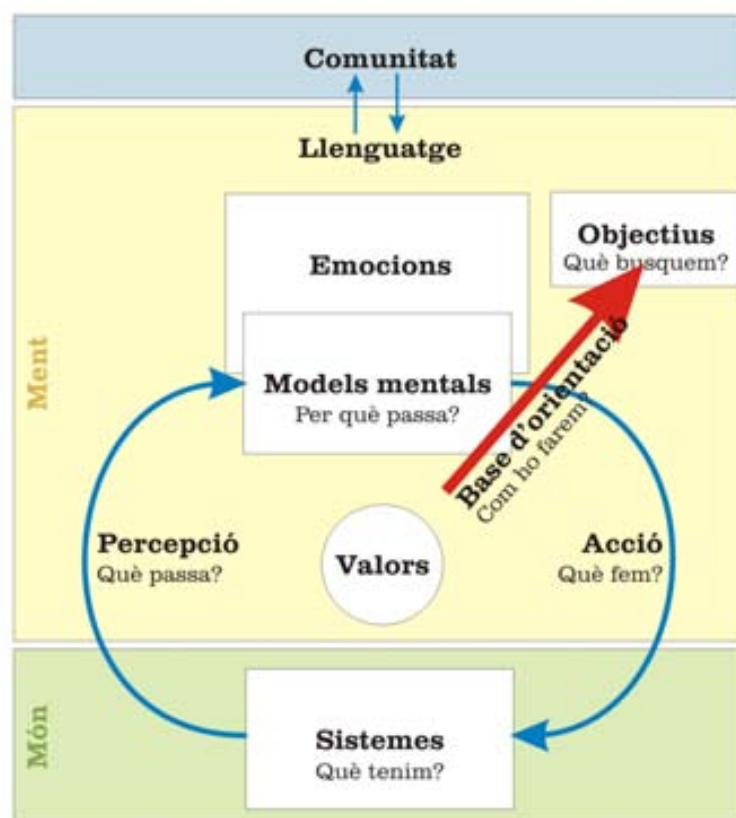 Comunitat
Llenguatge
Emocions
Objectius
Què busquem?
Ment
Models mentals
Per què passa?
Base d'orientació
Com ho farem?
Percepció
Què passa?
Valors
Acció
Què fem?
Món
Sistemes
Què tenim?